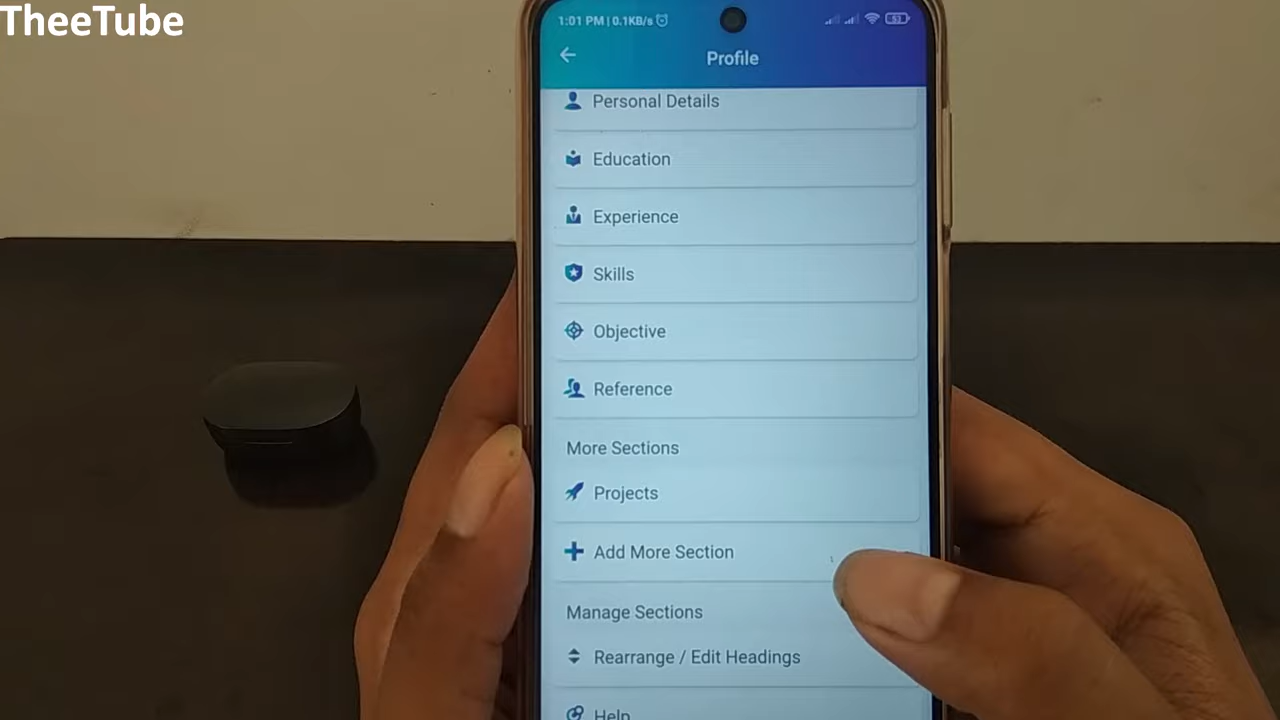 TheeTube
1:01 PM | 0.1KB/s
53
Profile
Personal Details
Education
Experience
Skills
Objective
Reference
More Sections
Projects
Add More Section
Manage Sections
Rearrange / Edit Headings
Help